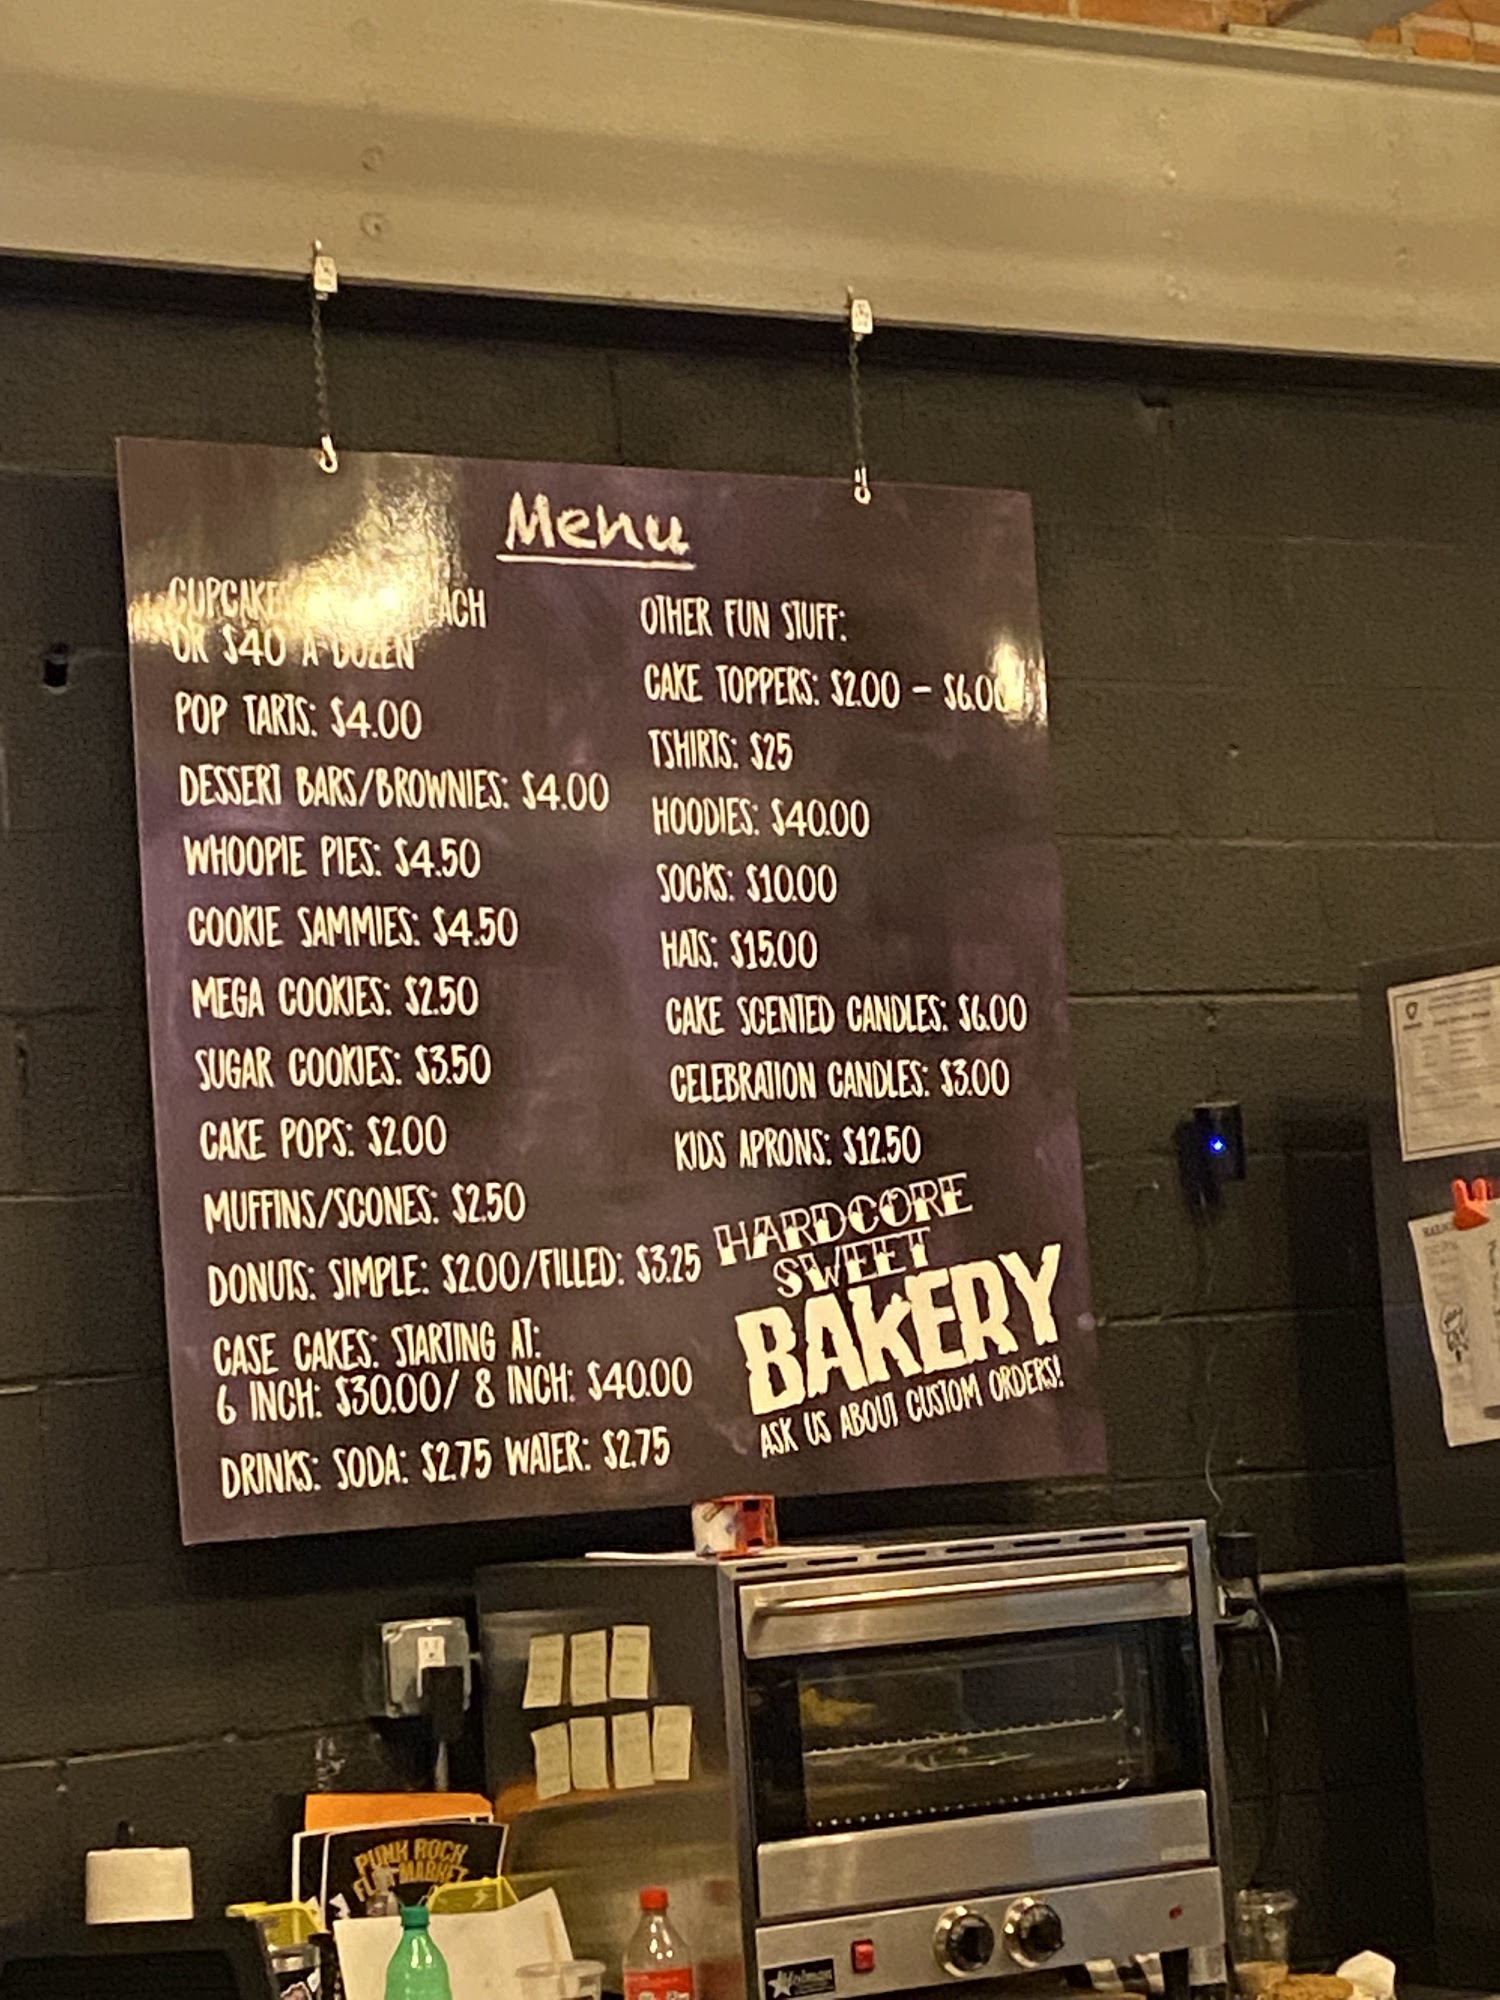 Menu
EACH
OR $40 A DOZEN
POP TARTS: $4.00
DESSERT BARS/BROWNIES: $4.00
WHOOPIE PIES: $4.50
COOKIE SAMMIES: $4.50
MEGA COOKIES: $2.50
SUGAR COOKIES: $3.50
CAKE POPS: $2.00
MUFFINS/SCONES: $2.50
DONUTS: SIMPLE: $2.00/FILLED: $3.25
CASE CAKES: STARTING AT:
6 INCH: $30.00/ 8 INCH: $40.00
DRINKS: SODA: $2.75 WATER: $2.75
OTHER FUN STUFF:
CAKE TOPPERS: $2.00 - $6.00
TSHIRTS: $25
HOODIES: $40.00
SOCKS: $10.00
HATS: $15.00
CAKE SCENTED CANDLES: $6.00
CELEBRATION CANDLES: $3.00
KIDS APRONS: $12.50
HARDCORE
SWEET
BAKERY
ASK US ABOUT CUSTOM ORDERS!
PUNK ROCK
FLEA MARKET
Holman